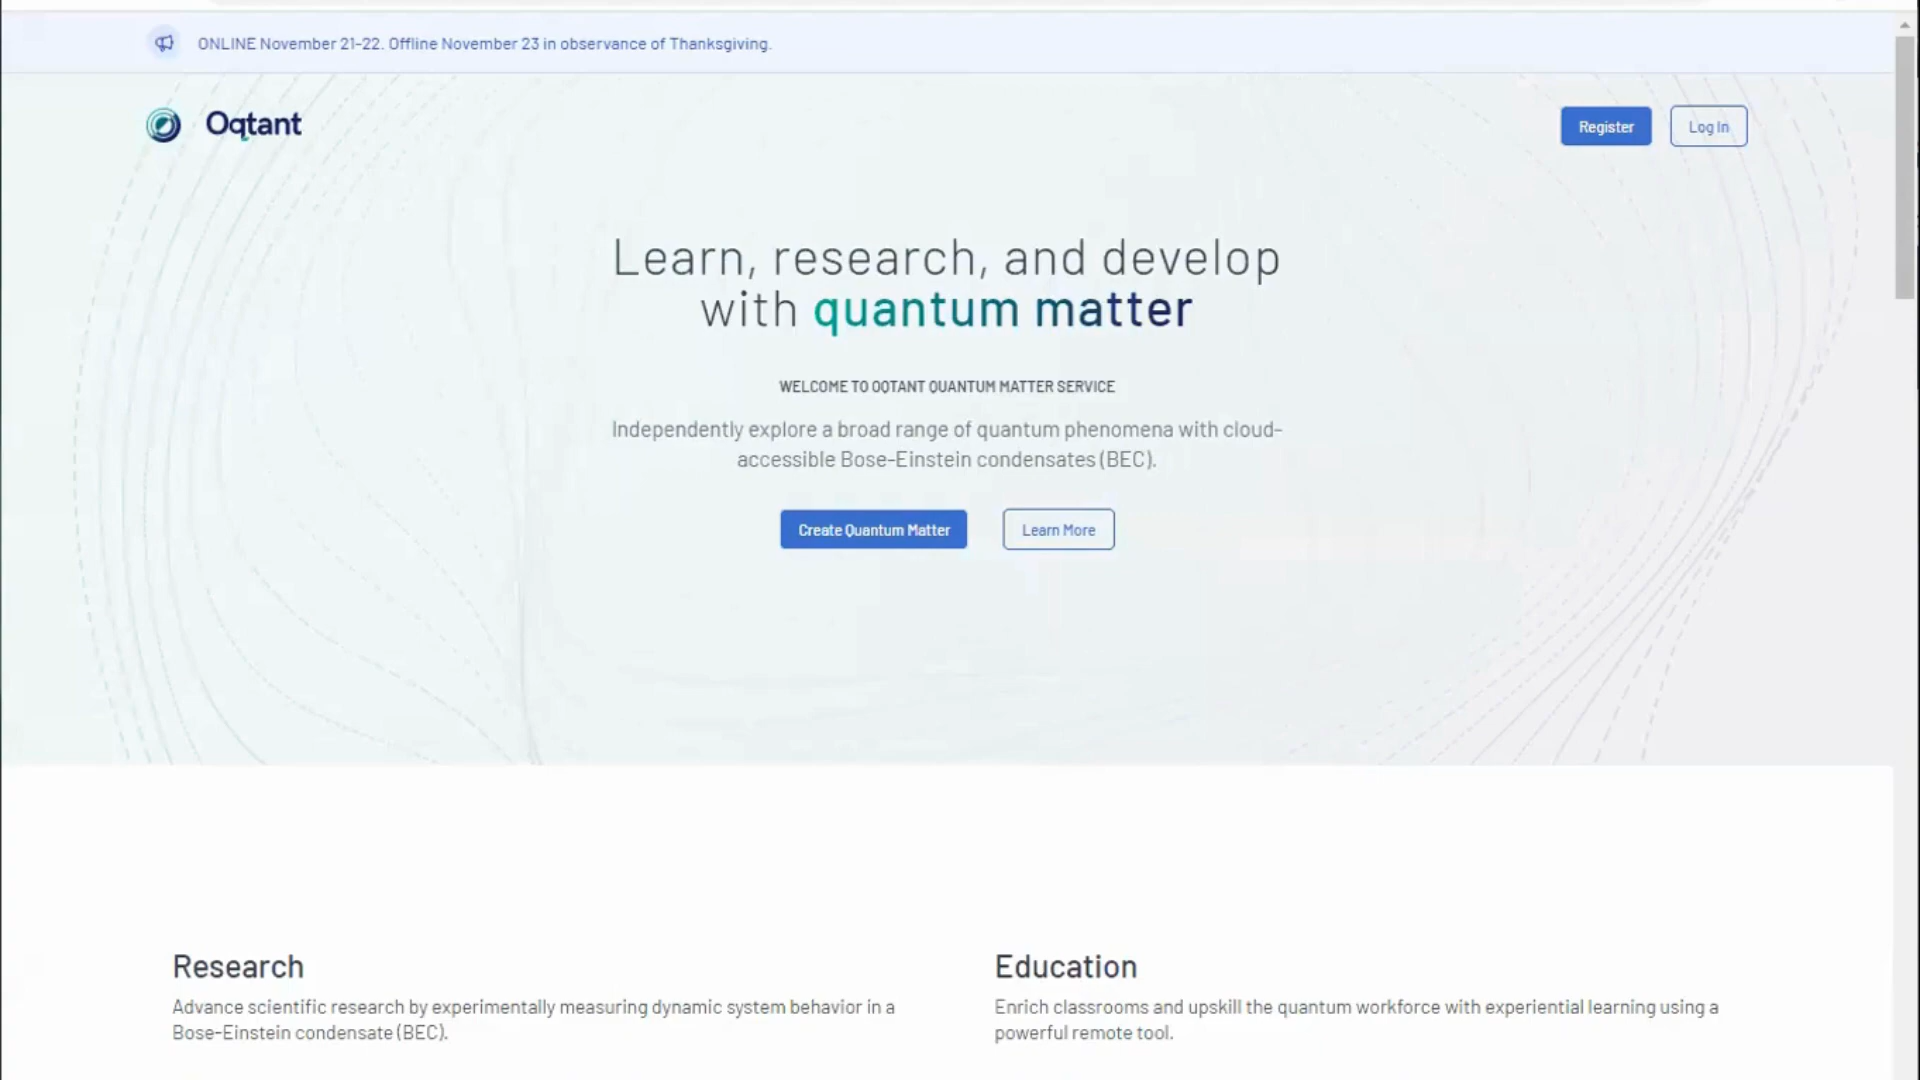 ONLINE November 21-22. Offline November 23 in observance of Thanksgiving.
Oqtant
Register
Log In
Learn, research, and develop
with quantum matter
WELCOME TO OQTANT QUANTUM MATTER SERVICE
Independently explore a broad range of quantum phenomena with cloud-
accessible Bose-Einstein condensates (BEC).
Create Quantum Matter
Learn More
Research
Advance scientific research by experimentally measuring dynamic system behavior in a
Bose-Einstein condensate (BEC).
Education
Enrich classrooms and upskill the quantum workforce with experiential learning using a
powerful remote tool.